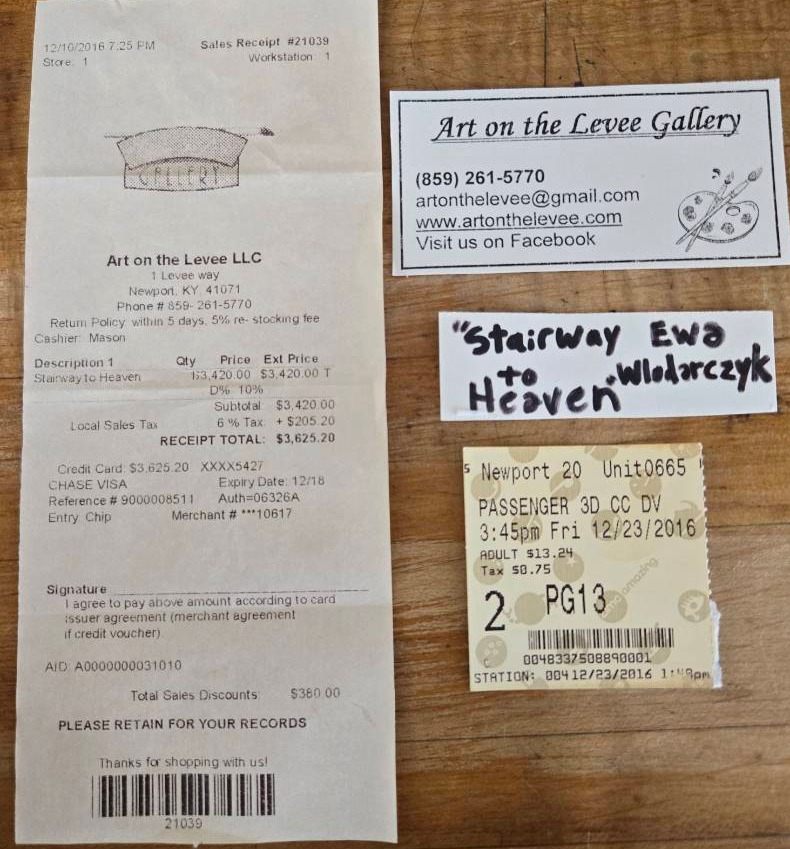 12/10/2016 7:25 PM Sales Receipt #21039
Store: 1 Workstation: 1
GALLERY
Art on the Levee LLC
1 Levee way
Newport, KY. 41071
Phone # 859- 261-5770
Return Policy within 5 days. 5% re- stocking fee
Cashier: Mason
Description 1 Qty Price Ext Price
Stairway to Heaven 1 $3,420.00 $3,420.00 T
D% 10%
Subtotal $3,420.00
Local Sales Tax 6 % Tax: + $205.20
RECEIPT TOTAL: $3,625.20
Credit Card: $3,625.20 XXXX5427
CHASE VISA Expiry Date: 12/18
Reference # 9000008511 Auth=06326A
Entry: Chip Merchant # ***10617
Signature
I agree to pay above amount according to card
issuer agreement (merchant agreement
if credit voucher)
AID: A0000000031010
Total Sales Discounts: $380.00
PLEASE RETAIN FOR YOUR RECORDS
Thanks for shopping with us!
21039
Art on the Levee Gallery
(859) 261-5770
artonthelevee@gmail.com
www.artonthelevee.com
Visit us on Facebook
"Stairway Ewa
to Wlodarczyk
Heaven"
Newport 20 Unit0665
PASSENGER 3D CC DV
3:45pm Fri 12/23/2016
ADULT $13.24
Tax $0.75
2 PG13
amazing
0048337508890001
STATION: 004 12/23/2016